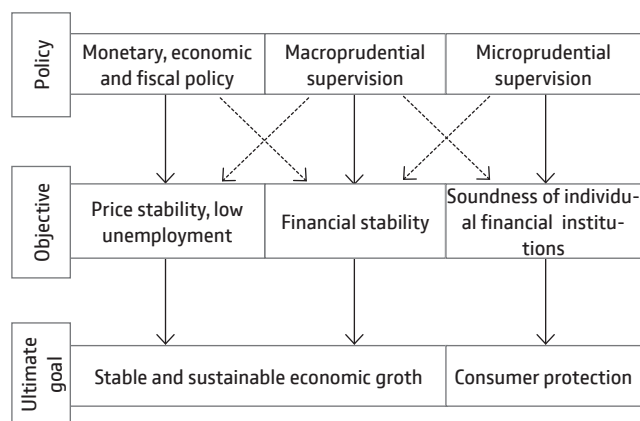 Policy
Monetary, economic
and fiscal policy
Macroprudential
supervision
Microprudential
supervision
Objective
Price stability, low
unemployment
Financial stability
Soundness of individu-
al financial institu-
tions
Ultimate
goal
Stable and sustainable economic groth
Consumer protection